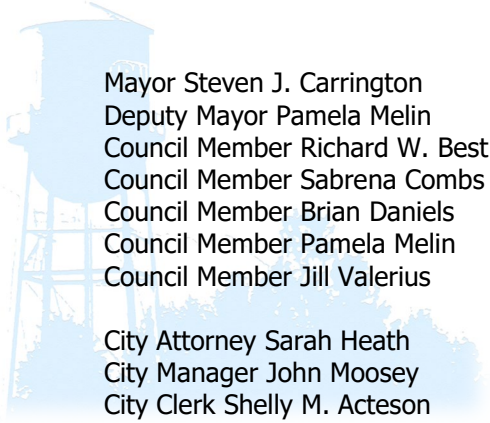 Mayor Steven J. Carrington
Deputy Mayor Pamela Melin
Council Member Richard W. Best
Council Member Sabrena Combs
Council Member Brian Daniels
Council Member Pamela Melin
Council Member Jill Valerius
City Attorney Sarah Heath
City Manager John Moosey
City Clerk Shelly M. Acteson